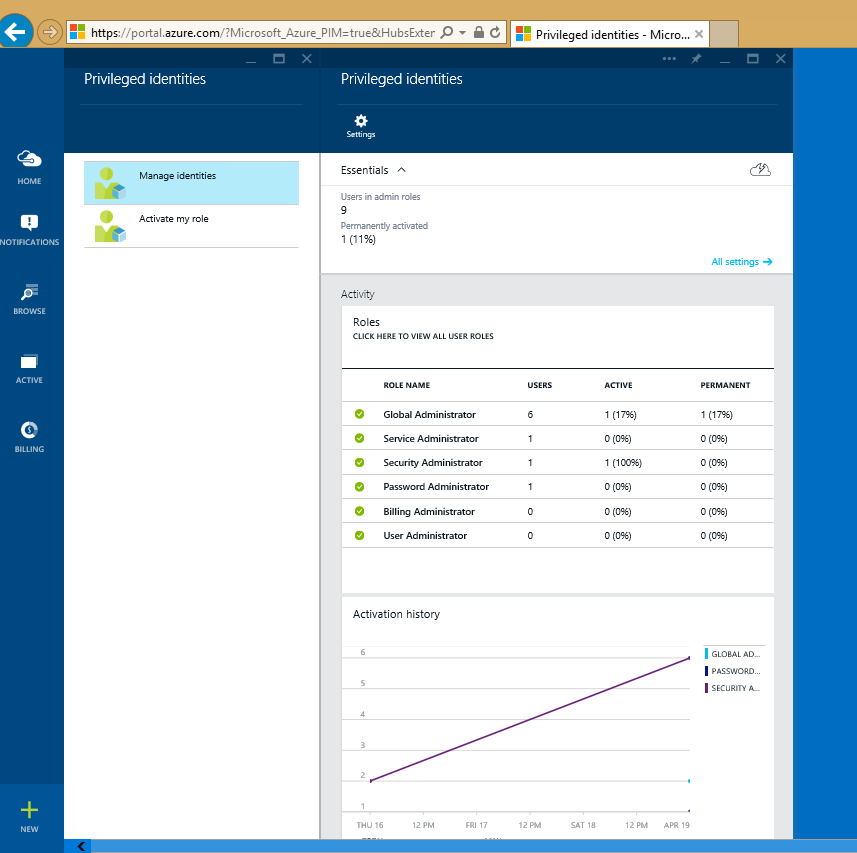 https://portal.azure.com/?Microsoft_Azure_PIM=true&HubsExten
Privileged identities - Micro...
Privileged identities
Privileged identities
Settings
HOME
NOTIFICATIONS
BROWSE
ACTIVE
BILLING
NEW
Manage identities
Activate my role
Essentials
Users in admin roles
9
Permanently activated
1 (11%)
All settings
Activity
Roles
CLICK HERE TO VIEW ALL USER ROLES
ROLE NAME USERS ACTIVE PERMANENT
Global Administrator 6 1 (17%) 1 (17%)
Service Administrator 1 0 (0%) 0 (0%)
Security Administrator 1 1 (100%) 0 (0%)
Password Administrator 1 0 (0%) 0 (0%)
Billing Administrator 0 0 (0%) 0 (0%)
User Administrator 0 0 (0%) 0 (0%)
Activation history
6
5
4
3
2
1
THU 16 12 PM FRI 17 12 PM SAT 18 12 PM APR 19
GLOBAL AD...
PASSWORD...
SECURITY A...